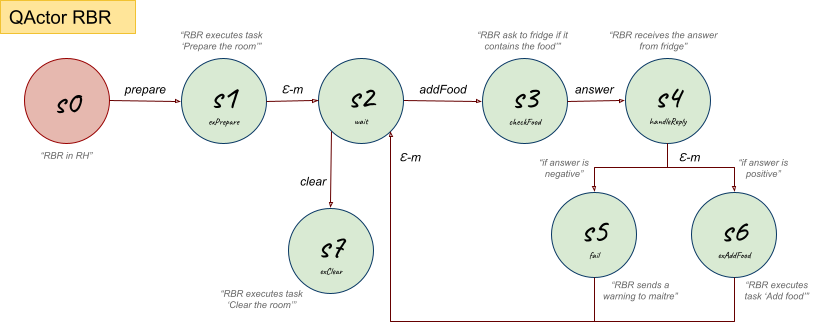 QActor RBR
“RBR executes task
‘Prepare the room’”
“RBR ask to fridge if it
contains the food’”
“RBR receives the answer
from fridge”
s0
prepare
s1
exPrepare
Ɛ-m
s2
wait
addFood
s3
checkFood
answer
s4
handleReply
“RBR in RH”
Ɛ-m
Ɛ-m
“if answer is
negative”
“if answer is
positive”
clear
s7
exClear
s5
fail
s6
exAddFood
“RBR executes task
‘Clear the room’”
“RBR sends a
warning to maitre”
“RBR executes
task ‘Add food’”